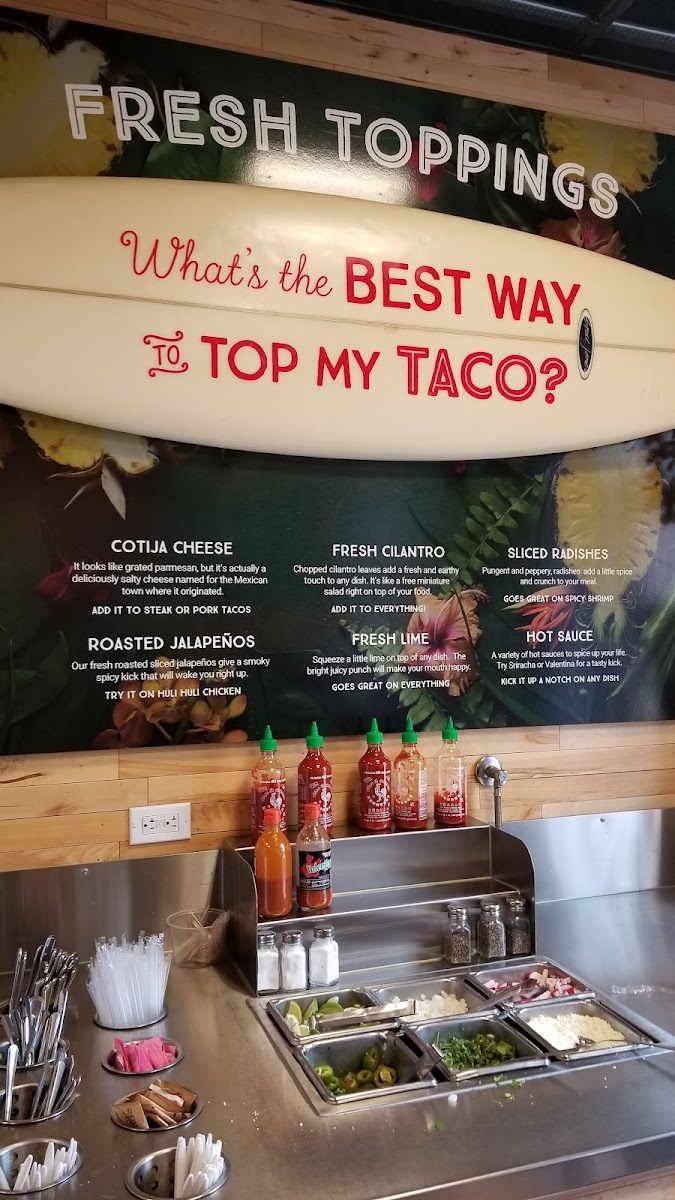 FRESH TOPPINGS
What's the BEST WAY
TO TOP MY TACO?
COTIJA CHEESE
It looks like grated parmesan, but it's actually a
deliciously salty cheese named for the Mexican
town where it originated.
ADD IT TO STEAK OR PORK TACOS
FRESH CILANTRO
Chopped cilantro leaves add a fresh and earthy
touch to any dish. It's like a free miniature
salad right on top of your food.
ADD IT TO EVERYTHING!
SLICED RADISHES
Pungent and peppery, radishes add a little spice
and crunch to your meal.
GOES GREAT ON SPICY SHRIMP
ROASTED JALAPEÑOS
Our fresh roasted sliced jalapeños give a smoky
spicy kick that will wake you right up.
TRY IT ON HULI HULI CHICKEN
FRESH LIME
Squeeze a little lime on top of any dish. The
bright juicy punch will make your mouth happy.
GOES GREAT ON EVERYTHING
HOT SAUCE
A variety of hot sauces to spice up your life.
Try Sriracha or Valentina for a tasty kick.
KICK IT UP A NOTCH ON ANY DISH
Valentina